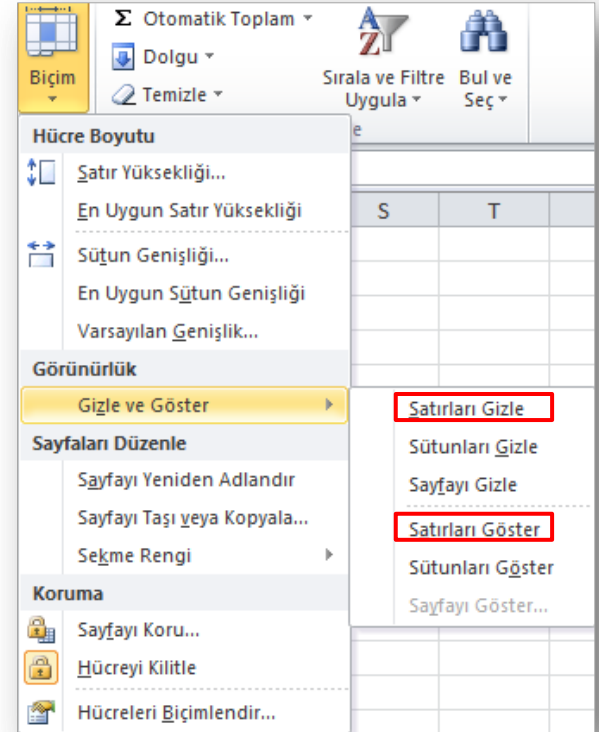 Biçim
Σ Otomatik Toplam
Dolgu
Temizle
Sırala ve Filtre
Uygula
Bul ve
Seç
e
Hücre Boyutu
Satır Yüksekliği...
En Uygun Satır Yüksekliği
Sütun Genişliği...
En Uygun Sütun Genişliği
Varsayılan Genişlik...
Görünürlük
Gizle ve Göster
Sayfaları Düzenle
Sayfayı Yeniden Adlandır
Sayfayı Taşı veya Kopyala...
Sekme Rengi
Koruma
Sayfayı Koru...
Hücreyi Kilitle
Hücreleri Biçimlendir...
S T
Satırları Gizle
Sütunları Gizle
Sayfayı Gizle
Satırları Göster
Sütunları Göster
Sayfayı Göster...